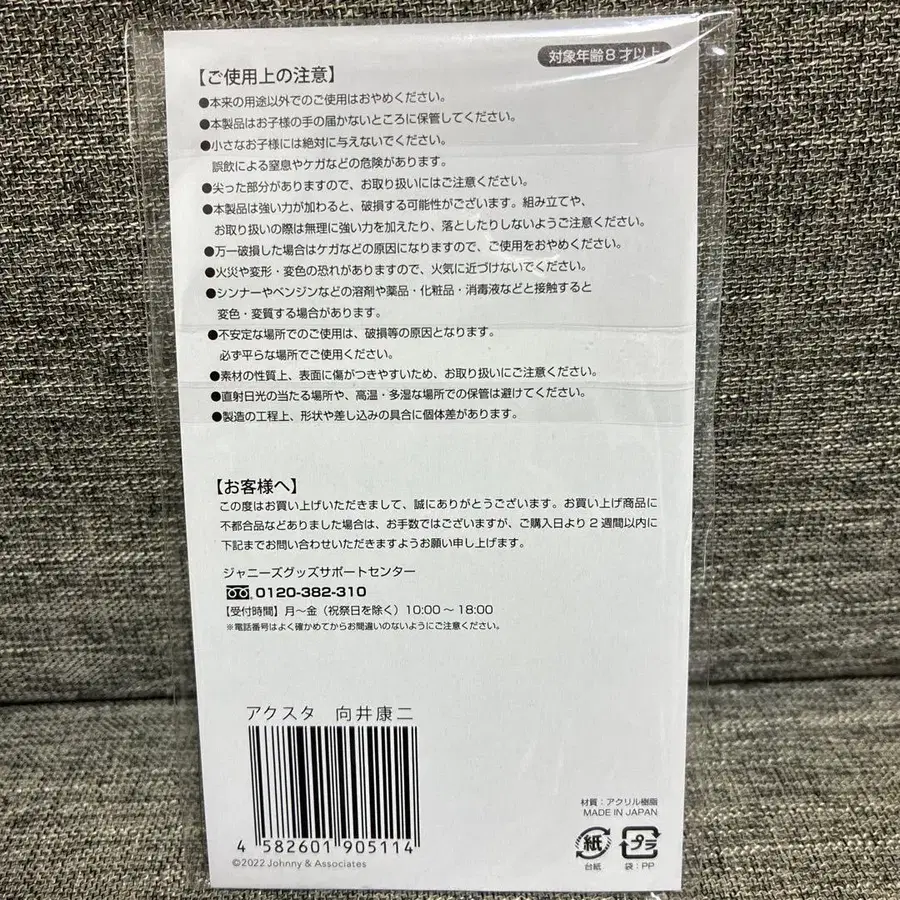 対象年齢8才以上
【ご使用上の注意】
●本来の用途以外でのご使用はおやめください。
●本製品はお子様の手の届かないところに保管してください。
●小さなお子様には絶対に与えないでください。
誤飲による窒息やケガなどの危険があります。
●尖った部分がありますので、お取り扱いにはご注意ください。
●本製品は強い力が加わると、破損する可能性がございます。組み立てや、
お取り扱いの際は無理に強い力を加えたり、落としたりしないようご注意ください。
●万一破損した場合はケガなどの原因になりますので、ご使用をおやめください。
●火災や変形・変色の恐れがありますので、火気に近づけないでください。
●シンナーやベンジンなどの溶剤や薬品・化粧品・消毒液などと接触すると
変色・変質する場合があります。
●不安定な場所でのご使用は、破損等の原因となります。
必ず平らな場所でご使用ください。
●素材の性質上、表面に傷がつきやすいため、お取り扱いにご注意ください。
●直射日光の当たる場所や、高温・多湿な場所での保管は避けてください。
●製造の工程上、形状や差し込みの具合に個体差があります。
【お客様へ】
この度はお買い上げいただきまして、誠にありがとうございます。お買い上げ商品に
不都合品などありました場合は、お手数ではございますが、ご購入日より2週間以内に
下記までお問い合わせいただきますようお願い申し上げます。
ジャニーズグッズサポートセンター
0120-382-310
【受付時間】月〜金（祝祭日を除く）10:00〜18:00
※電話番号はよく確かめてからお間違いのないようにご注意ください。
アクスタ 向井康二
4 582601 905114
©2022 Johnny & Associates
材質：アクリル樹脂
MADE IN JAPAN
紙 プラ
台紙 袋：PP